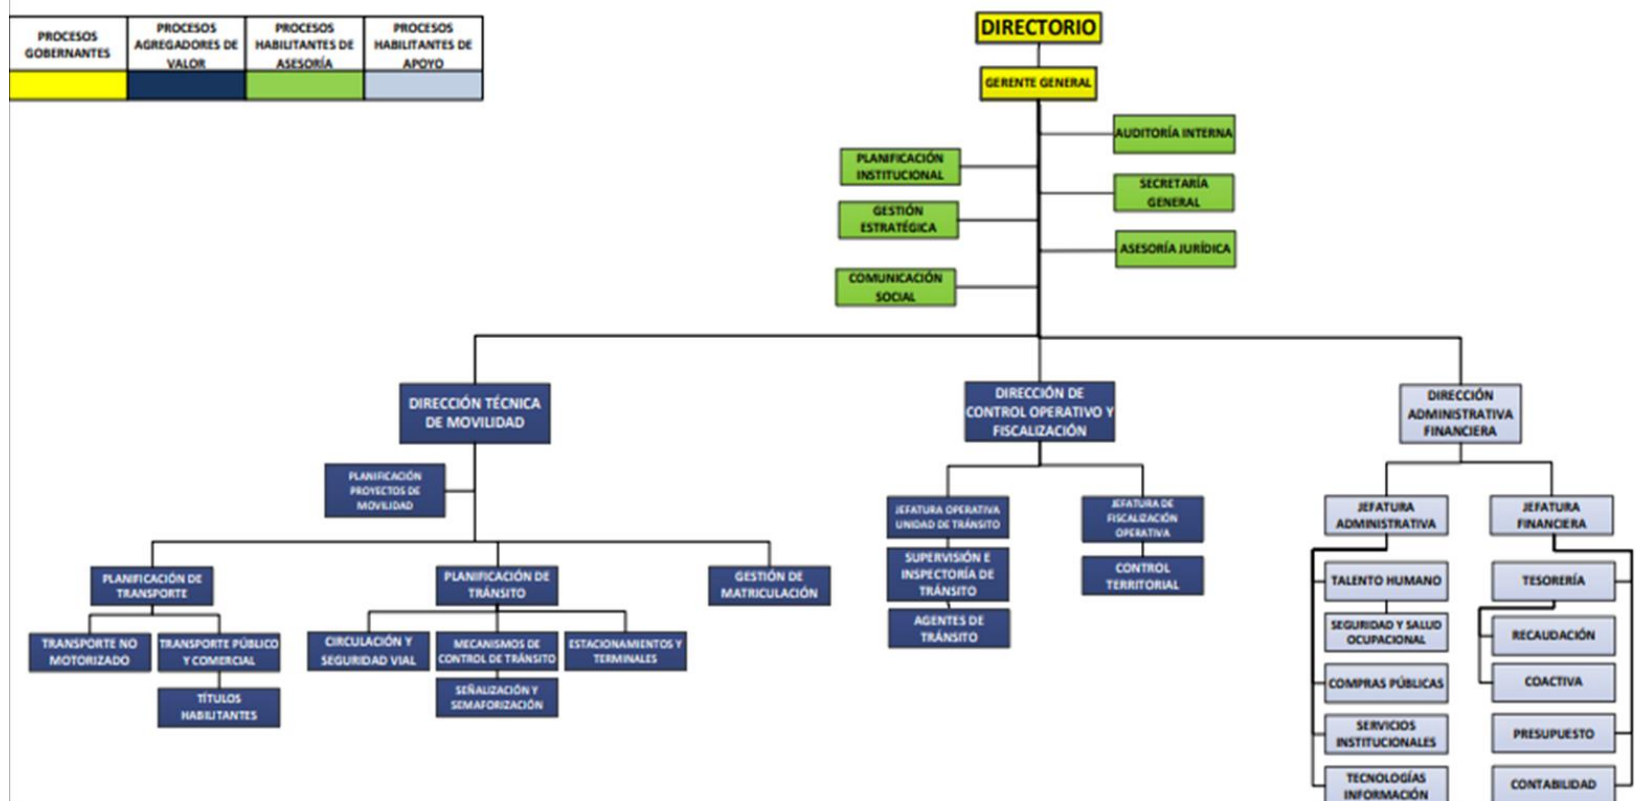 PROCESOS
GOBERNANTES
PROCESOS
AGREGADORES DE
VALOR
PROCESOS
HABILITANTES DE
ASESORÍA
PROCESOS
HABILITANTES DE
APOYO
DIRECTORIO
GERENTE GENERAL
AUDITORÍA INTERNA
PLANIFICACIÓN
INSTITUCIONAL
SECRETARÍA
GENERAL
GESTIÓN
ESTRATÉGICA
ASESORÍA JURÍDICA
COMUNICACIÓN
SOCIAL
DIRECCIÓN TÉCNICA
DE MOVILIDAD
DIRECCIÓN DE
CONTROL OPERATIVO Y
FISCALIZACIÓN
DIRECCIÓN
ADMINISTRATIVA
FINANCIERA
PLANIFICACIÓN
PROYECTOS DE
MOVILIDAD
PLANIFICACIÓN DE
TRANSPORTE
PLANIFICACIÓN DE
TRÁNSITO
GESTIÓN DE
MATRICULACIÓN
TRANSPORTE NO
MOTORIZADO
TRANSPORTE PÚBLICO
Y COMERCIAL
TÍTULOS
HABILITANTES
CIRCULACIÓN Y
SEGURIDAD VIAL
MECANISMOS DE
CONTROL DE TRÁNSITO
ESTACIONAMIENTOS Y
TERMINALES
SEÑALIZACIÓN Y
SEMAFORIZACIÓN
JEFATURA OPERATIVA
UNIDAD DE TRÁNSITO
SUPERVISIÓN E
INSPECTORÍA DE
TRÁNSITO
AGENTES DE
TRÁNSITO
JEFATURA DE
FISCALIZACIÓN
OPERATIVA
CONTROL
TERRITORIAL
JEFATURA
ADMINISTRATIVA
TALENTO HUMANO
SEGURIDAD Y SALUD
OCUPACIONAL
COMPRAS PÚBLICAS
SERVICIOS
INSTITUCIONALES
TECNOLOGÍAS
INFORMACIÓN
JEFATURA
FINANCIERA
TESORERÍA
RECAUDACIÓN
COACTIVA
PRESUPUESTO
CONTABILIDAD